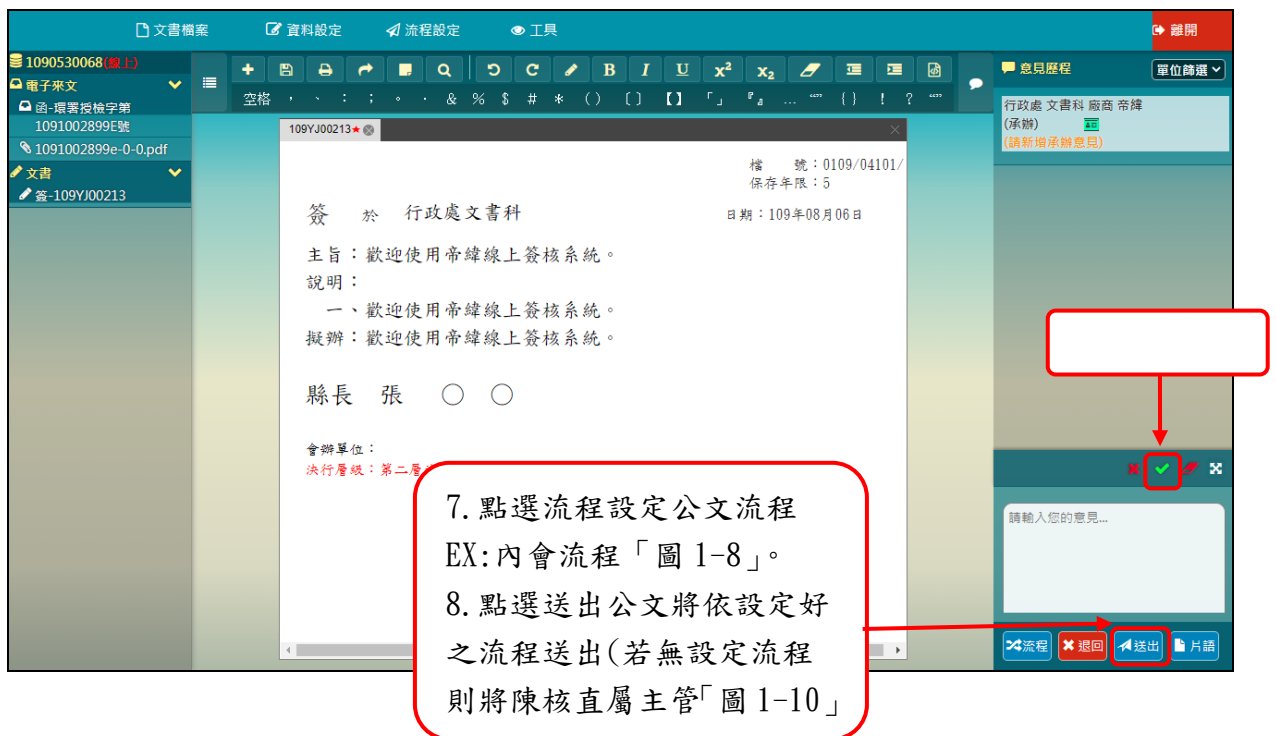 文書檔案 資料設定 流程設定 工具 離開
1090530068(線上)
電子來文
函-環署授檢字第
1091002899E號
1091002899e-0-0.pdf
文書
簽-109YJ00213
B I U x² x₂
空格 , 、 : ; 。 · & % $ # * () 〔〕 【】 「」 『』 … “” {} ! ? “”
109YJ00213★
檔 號：0109/04101/
保存年限：5
簽 於 行政處文書科 日期：109年08月06日
主旨：歡迎使用帝緯線上簽核系統。
說明：
一、歡迎使用帝緯線上簽核系統。
擬辦：歡迎使用帝緯線上簽核系統。
縣長 張 ○ ○
會辦單位：
決行層級：第二層
7.點選流程設定公文流程
EX:內會流程「圖 1-8」。
8.點選送出公文將依設定好
之流程送出(若無設定流程
則將陳核直屬主管「圖 1-10」
意見歷程 單位篩選
行政處 文書科 廠商 帝緯
(承辦)
(請新增承辦意見)
請輸入您的意見...
流程 退回 送出 片語